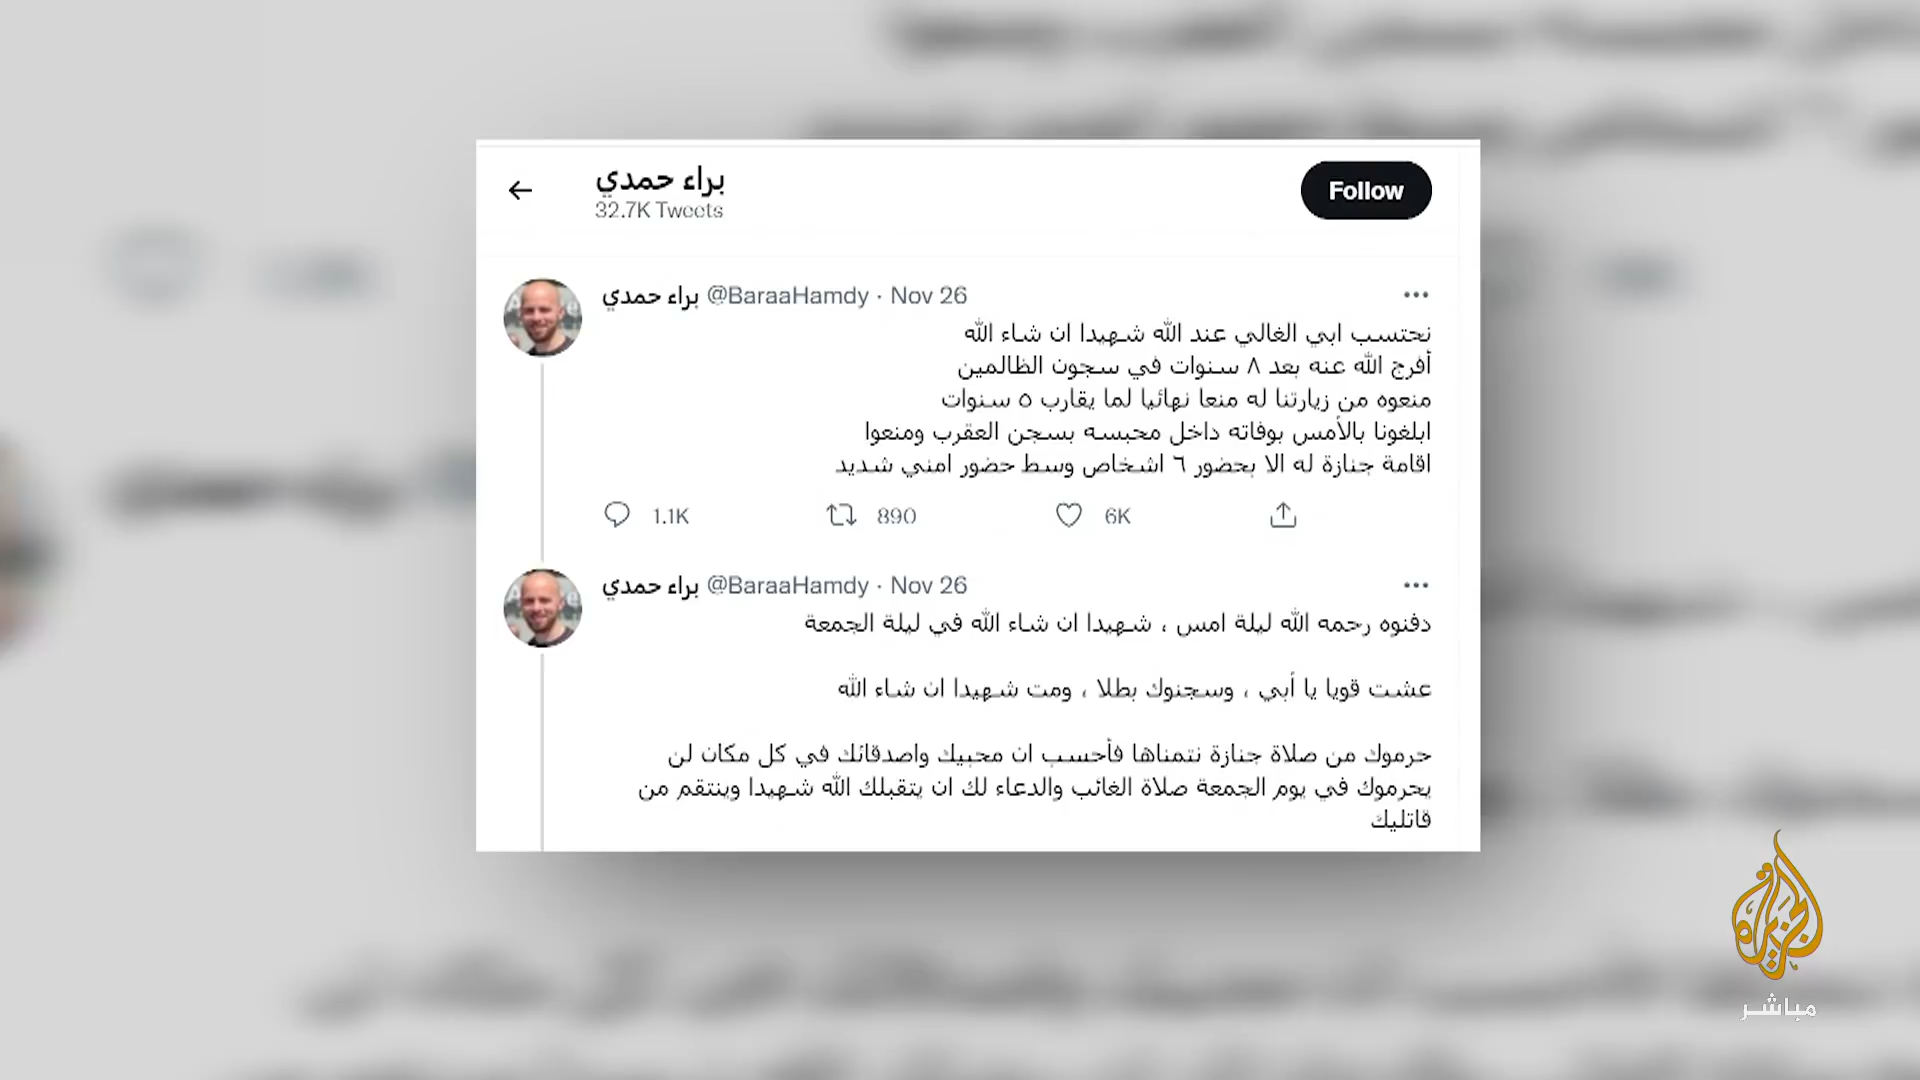 براء حمدي
32.7K Tweets
Follow
براء حمدي @BaraaHamdy · Nov 26
نحتسب ابي الغالي عند الله شهيدا ان شاء الله
أفرج الله عنه بعد ٨ سنوات في سجون الظالمين
منعوه من زيارتنا له منعا نهائيا لما يقارب ٥ سنوات
ابلغونا بالأمس بوفاته داخل محبسه بسجن العقرب ومنعوا
اقامة جنازة له الا بحضور ٦ اشخاص وسط حضور امني شديد
1.1K 890 6K
براء حمدي @BaraaHamdy · Nov 26
دفنوه رحمه الله ليلة امس ، شهيدا ان شاء الله في ليلة الجمعة
عشت قويا يا أبي ، وسجنوك بطلا ، ومت شهيدا ان شاء الله
حرموك من صلاة جنازة نتمناها فأحسب ان محبيك واصدقائك في كل مكان لن
يحرموك في يوم الجمعة صلاة الغائب والدعاء لك ان يتقبلك الله شهيدا وينتقم من
قاتليك
الجزيرة
مباشر